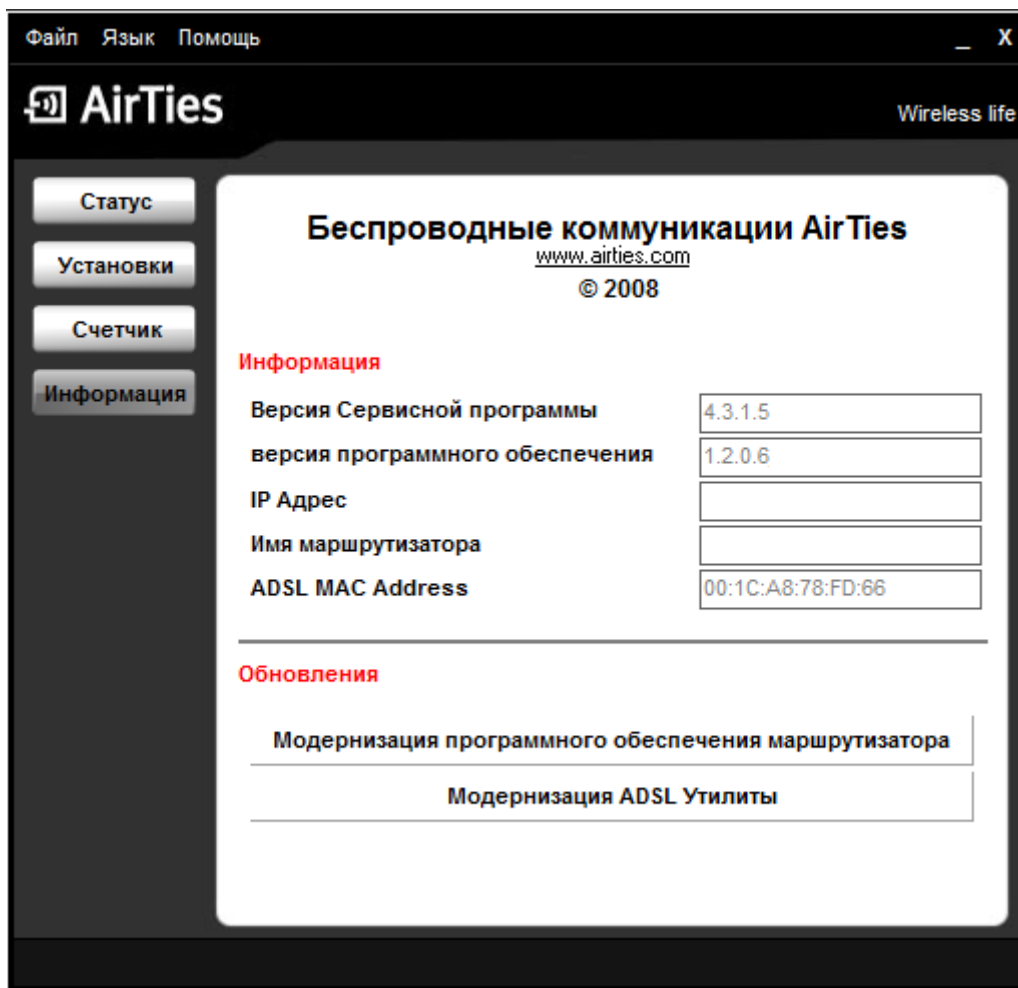 Файл Язык Помощь _ X
AirTies
Wireless life
Статус
Установки
Счетчик
Информация
Беспроводные коммуникации AirTies
www.airties.com
© 2008
Информация
Версия Сервисной программы 4.3.1.5
версия программного обеспечения 1.2.0.6
IP Адрес
Имя маршрутизатора
ADSL MAC Address 00:1C:A8:78:FD:66
Обновления
Модернизация программного обеспечения маршрутизатора
Модернизация ADSL Утилиты